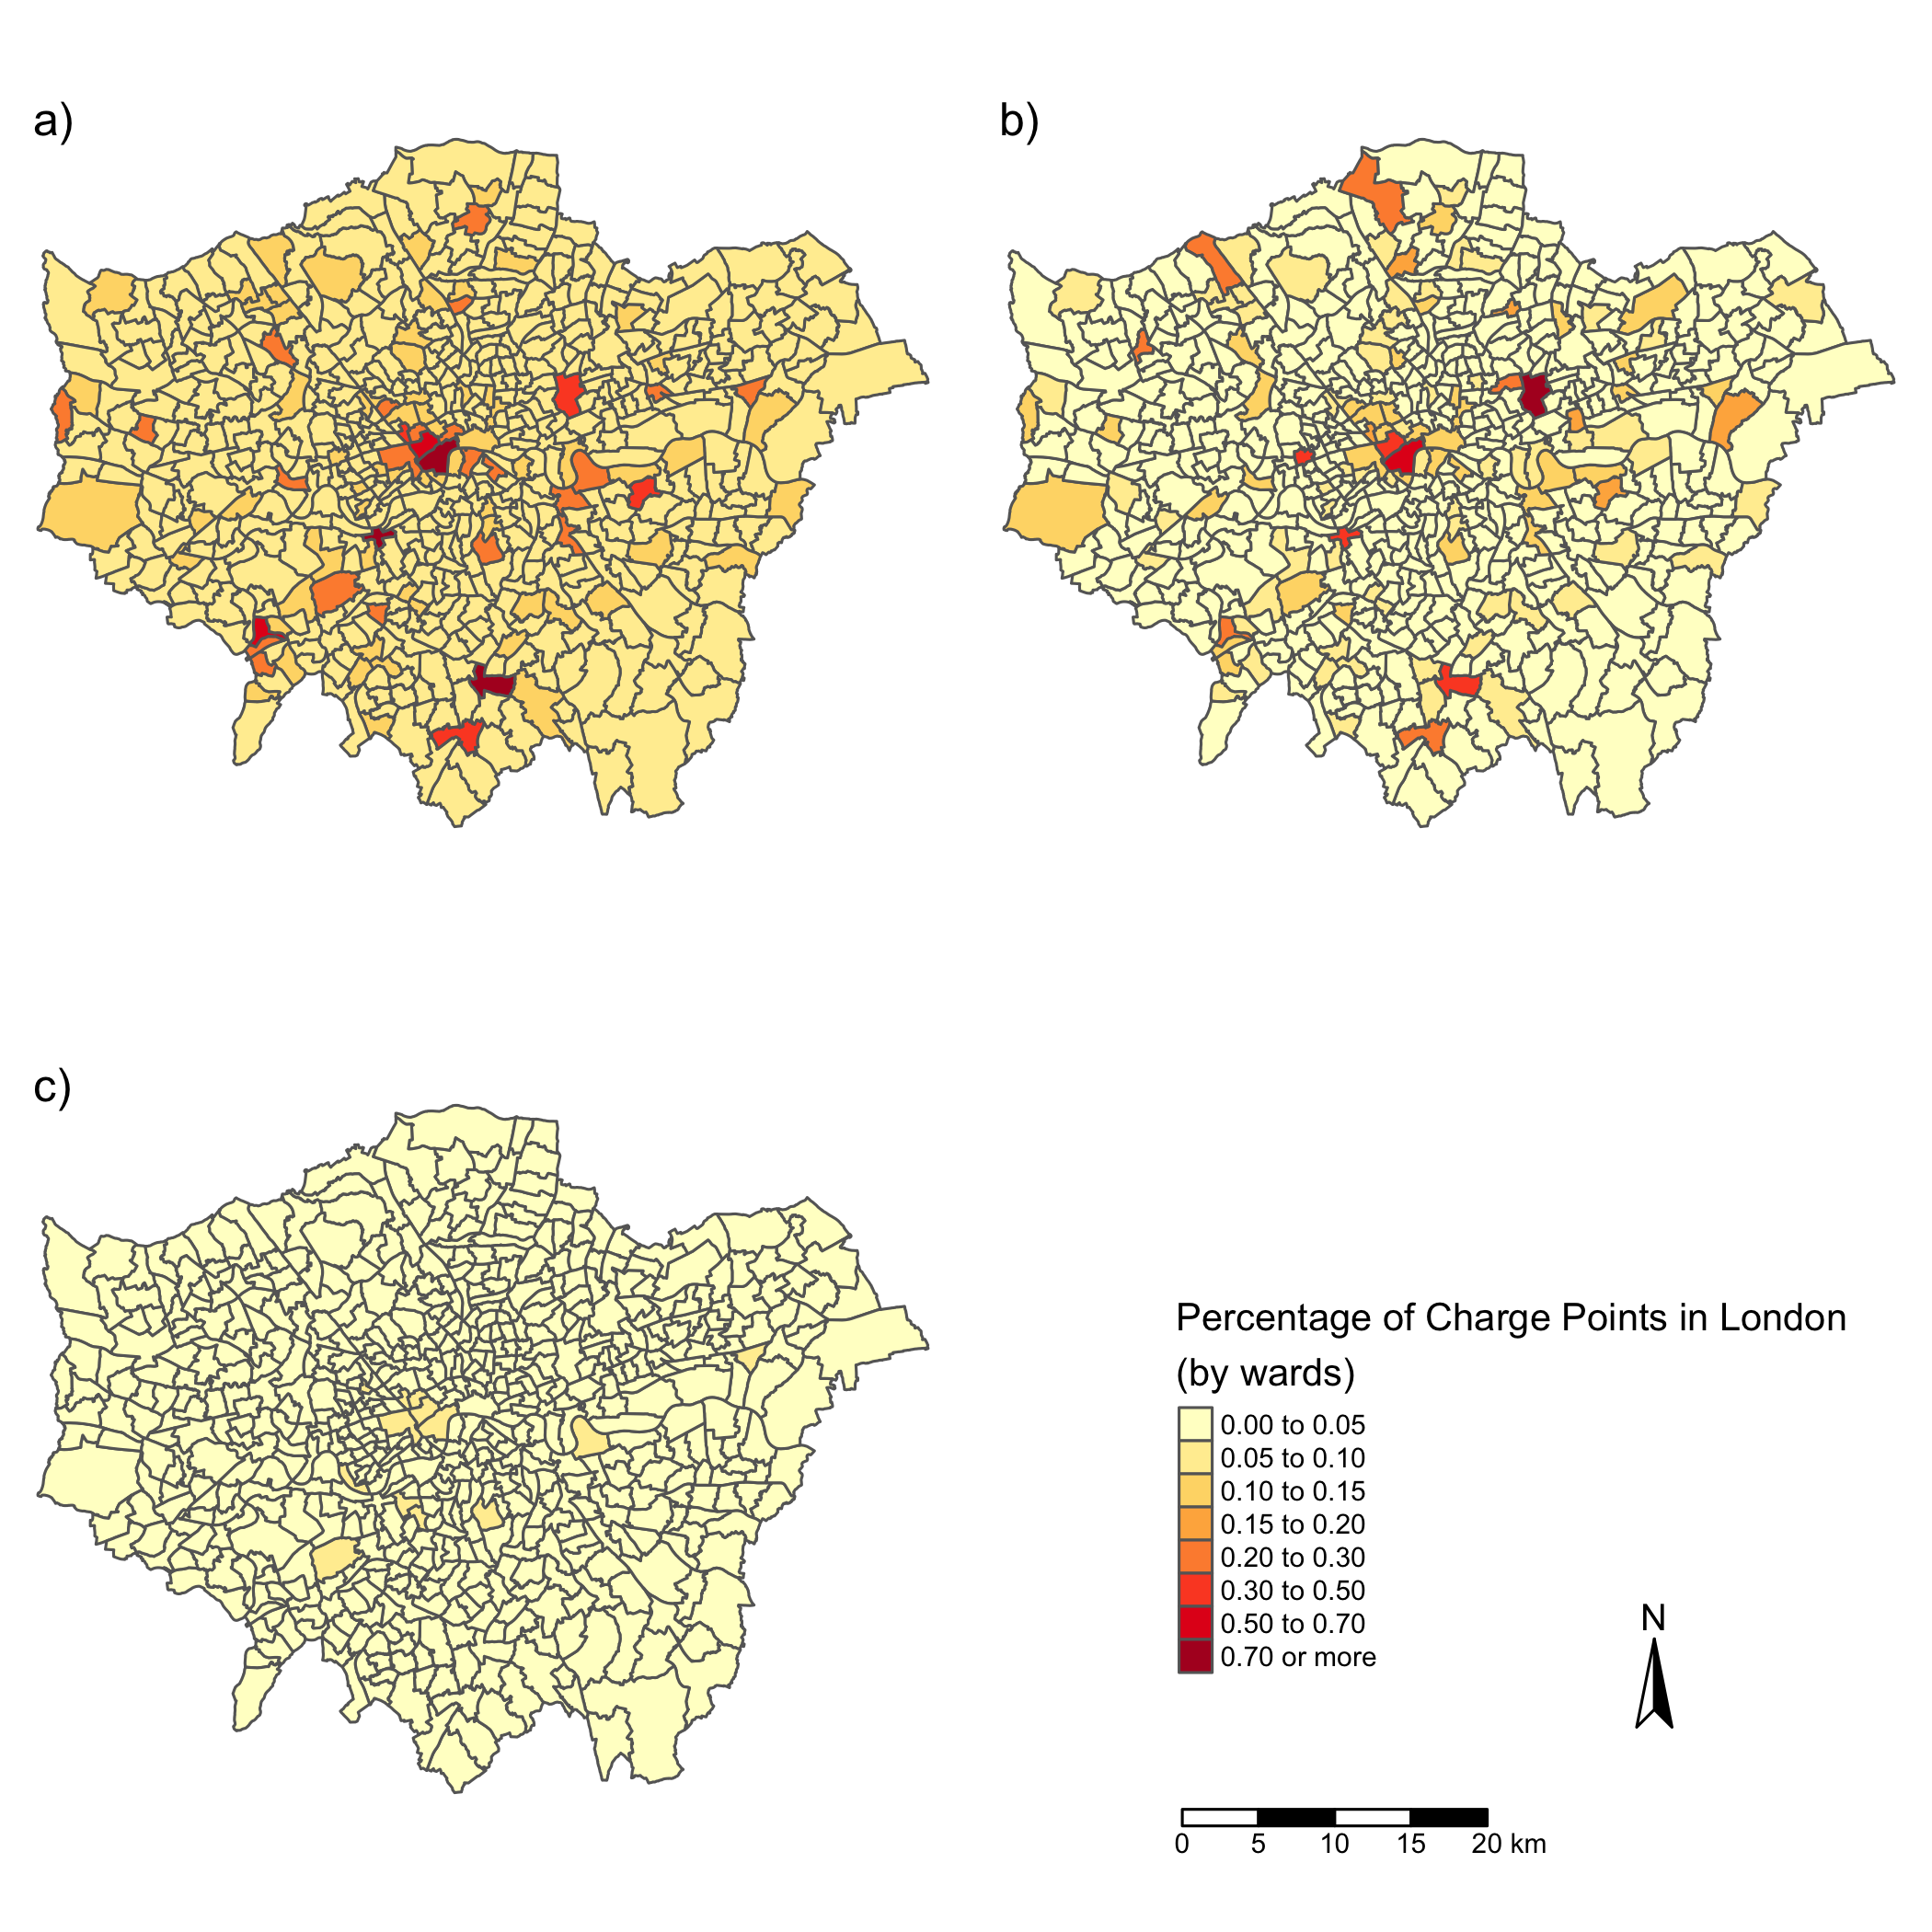 a)
b)
c)
Percentage of Charge Points in London
(by wards)
0.00 to 0.05
0.05 to 0.10
0.10 to 0.15
0.15 to 0.20
0.20 to 0.30
0.30 to 0.50
0.50 to 0.70
0.70 or more
N
0 5 10 15 20 km